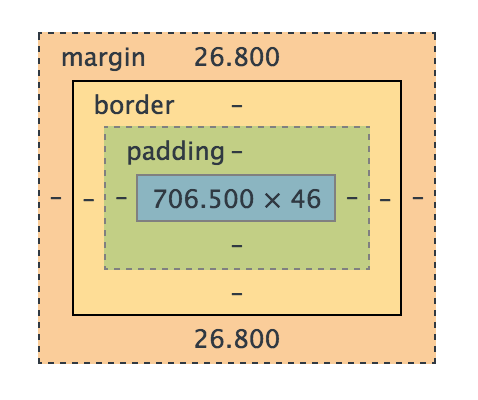 margin 26.800
border –
padding –
– – – 706.500 × 46 – – –
–
–
26.800